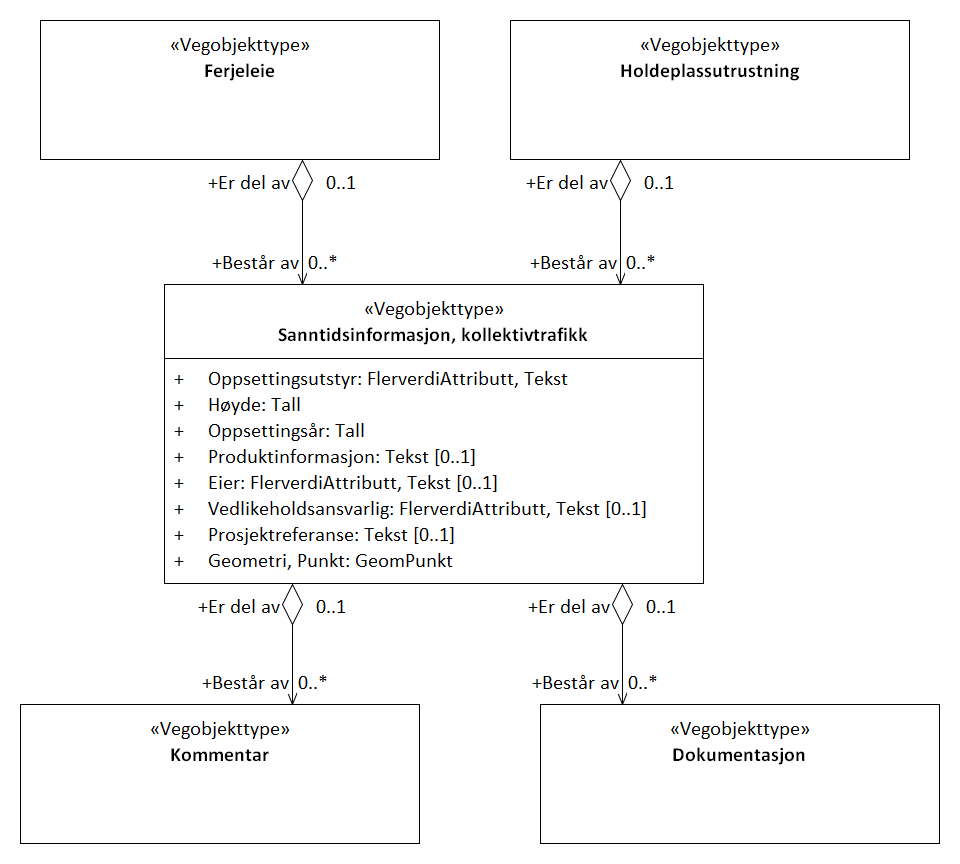 «Vegobjekttype»
Ferjeleie
«Vegobjekttype»
Holdeplassutrustning
+Er del av 0..1
+Er del av 0..1
+Består av 0..*
+Består av 0..*
«Vegobjekttype»
Sanntidsinformasjon, kollektivtrafikk
+ Oppsettingsutstyr: FlerverdiAttributt, Tekst
+ Høyde: Tall
+ Oppsettingsår: Tall
+ Produktinformasjon: Tekst [0..1]
+ Eier: FlerverdiAttributt, Tekst [0..1]
+ Vedlikeholdsansvarlig: FlerverdiAttributt, Tekst [0..1]
+ Prosjektreferanse: Tekst [0..1]
+ Geometri, Punkt: GeomPunkt
+Er del av 0..1
+Er del av 0..1
+Består av 0..*
+Består av 0..*
«Vegobjekttype»
Kommentar
«Vegobjekttype»
Dokumentasjon